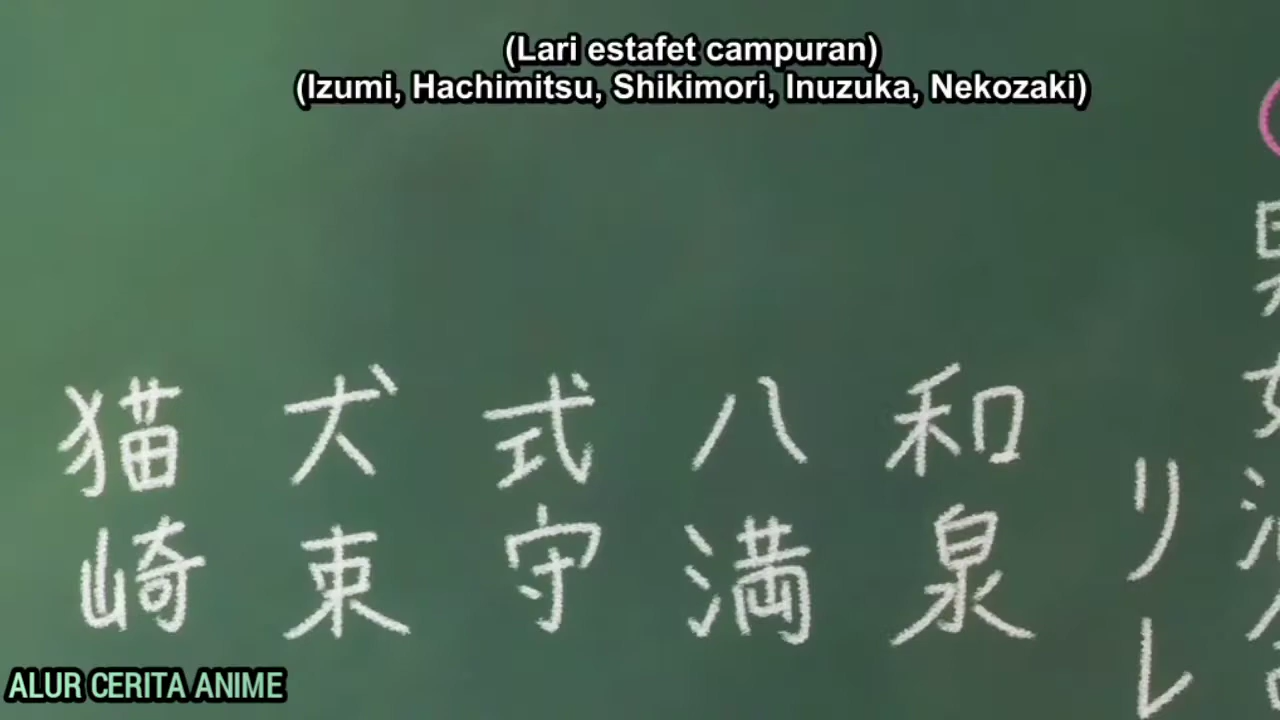 (Lari estafet campuran)
(Izumi, Hachimitsu, Shikimori, Inuzuka, Nekozaki)
リレ
和泉
八満
式守
犬束
猫崎
ALUR CERITA ANIME